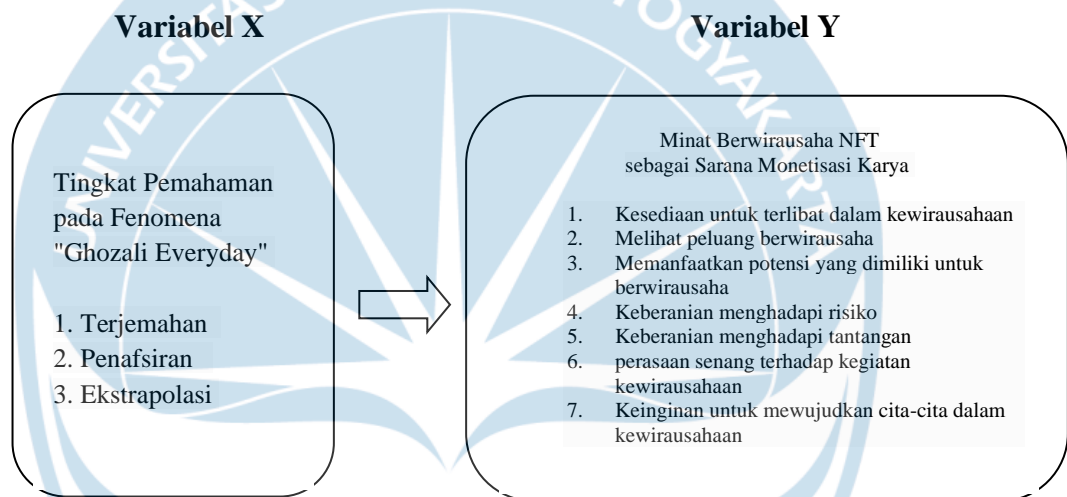 Variabel X
Variabel Y
Tingkat Pemahaman
pada Fenomena
"Ghozali Everyday"
1. Terjemahan
2. Penafsiran
3. Ekstrapolasi
Minat Berwirausaha NFT
sebagai Sarana Monetisasi Karya
1. Kesediaan untuk terlibat dalam kewirausahaan
2. Melihat peluang berwirausaha
3. Memanfaatkan potensi yang dimiliki untuk
berwirausaha
4. Keberanian menghadapi risiko
5. Keberanian menghadapi tantangan
6. perasaan senang terhadap kegiatan
kewirausahaan
7. Keinginan untuk mewujudkan cita-cita dalam
kewirausahaan